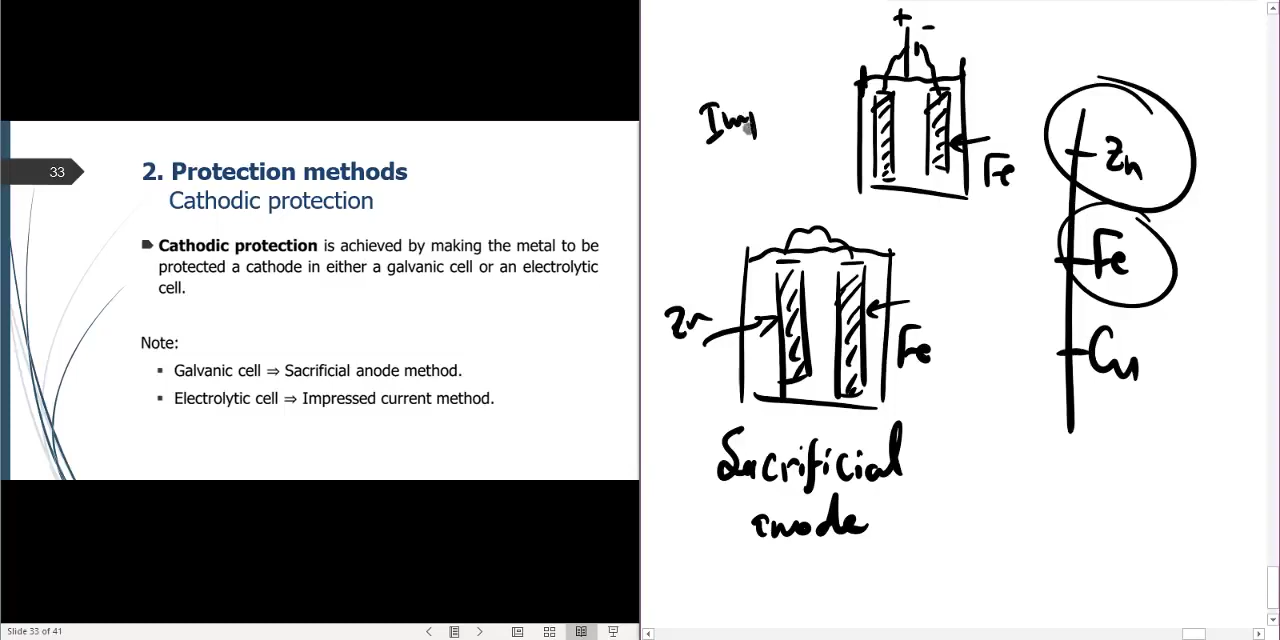 33
2. Protection methods
Cathodic protection
Cathodic protection is achieved by making the metal to be
protected a cathode in either a galvanic cell or an electrolytic
cell.
Note:
Galvanic cell ⇒ Sacrificial anode method.
Electrolytic cell ⇒ Impressed current method.
Slide 33 of 41
+ -
Imp
Fe
Zn
Fe
Sacrificial
anode
Zn
Fe
Cu